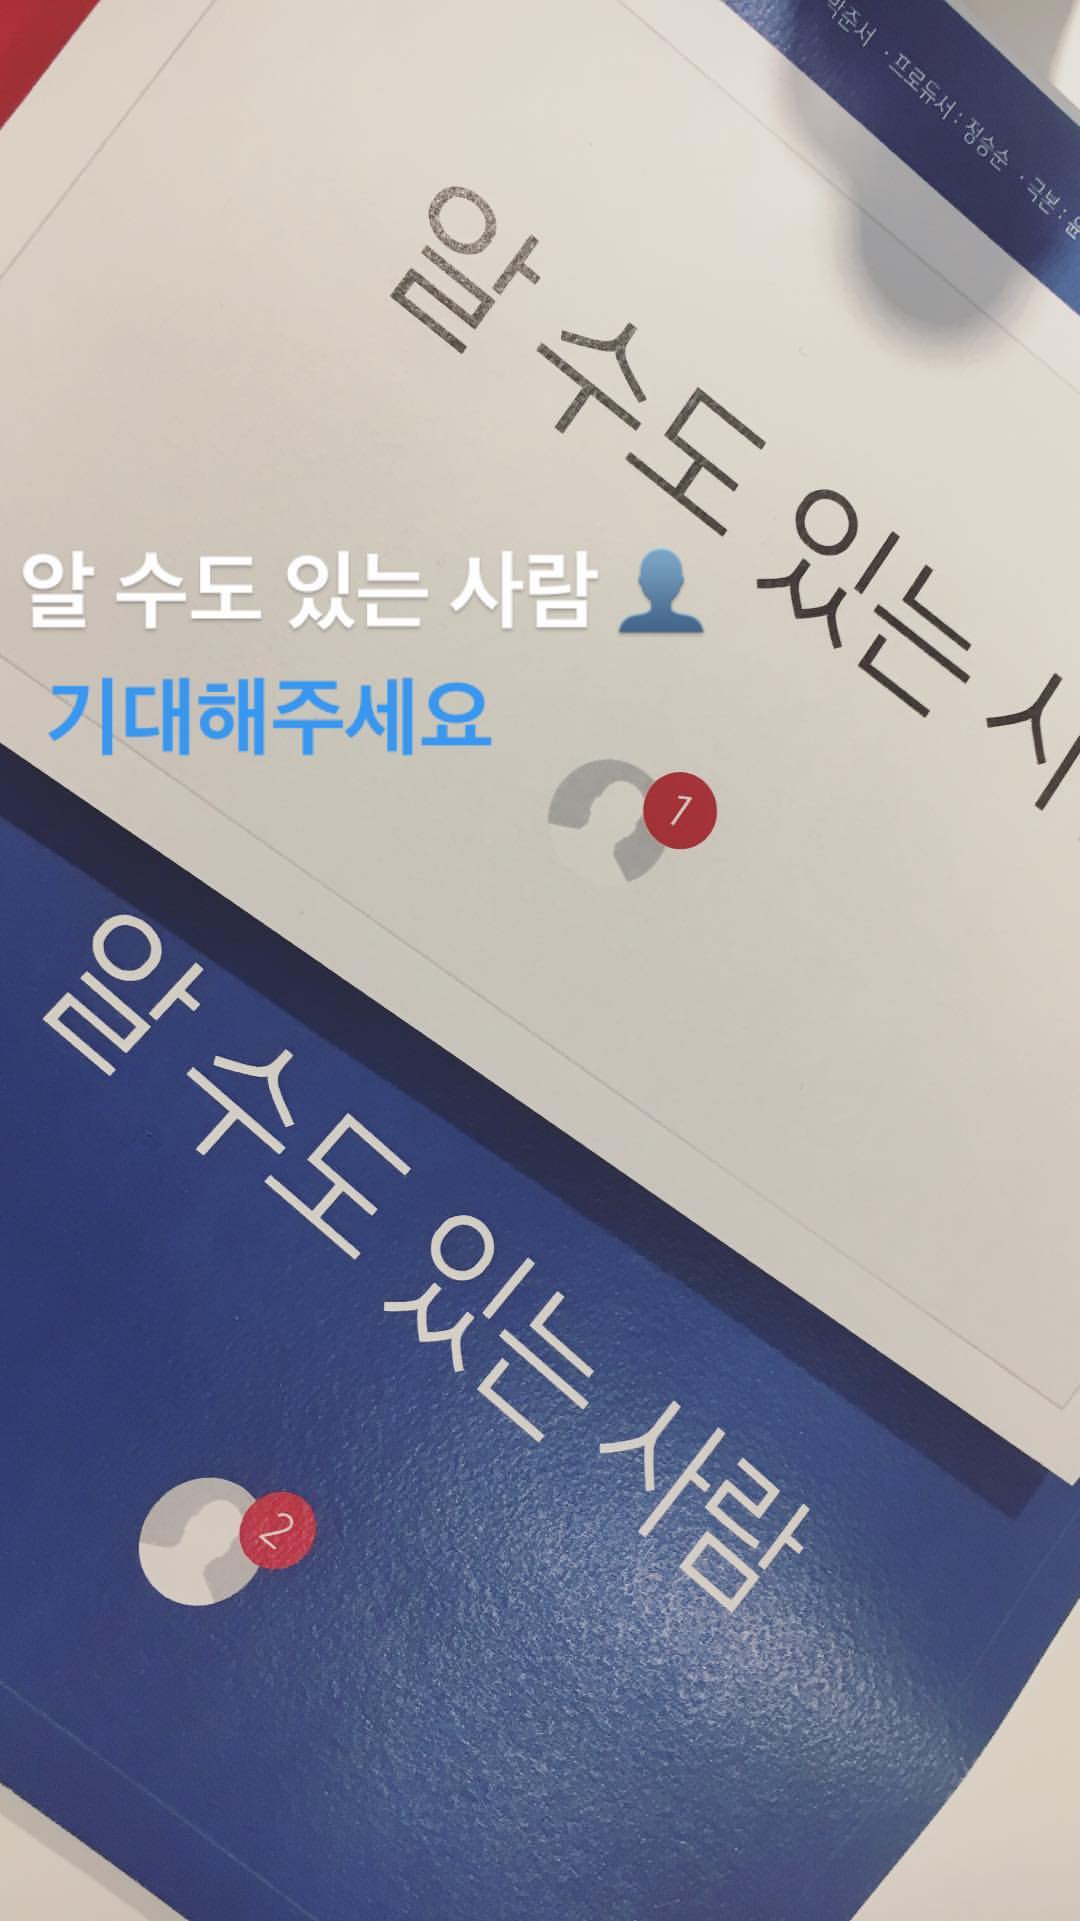 박준서 · 프로듀서 : 정승순 · 극본 : 윤
알 수도 있는 사
알 수도 있는 사람 👤
기대해주세요
1
알 수도 있는 사람
2